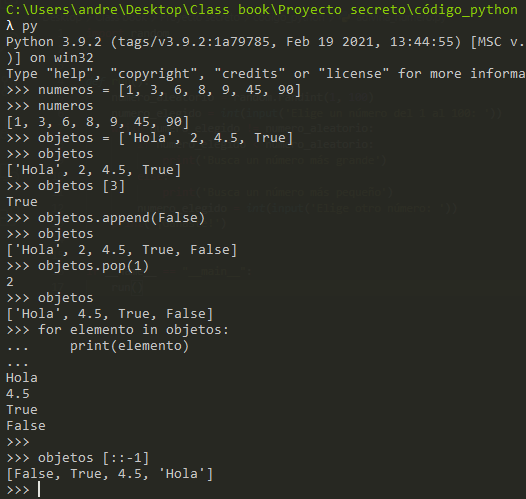 C:\Users\andre\Desktop\Class book\Proyecto secreto\código_python
λ py
Python 3.9.2 (tags/v3.9.2:1a79785, Feb 19 2021, 13:44:55) [MSC v.
)] on win32
Type "help", "copyright", "credits" or "license" for more informa
>>> numeros = [1, 3, 6, 8, 9, 45, 90]
>>> numeros
[1, 3, 6, 8, 9, 45, 90]
>>> objetos = ['Hola', 2, 4.5, True]
>>> objetos
['Hola', 2, 4.5, True]
>>> objetos [3]
True
>>> objetos.append(False)
>>> objetos
['Hola', 2, 4.5, True, False]
>>> objetos.pop(1)
2
>>> objetos
['Hola', 4.5, True, False]
>>> for elemento in objetos:
...     print(elemento)
...
Hola
4.5
True
False
>>>
>>> objetos [::-1]
[False, True, 4.5, 'Hola']
>>>